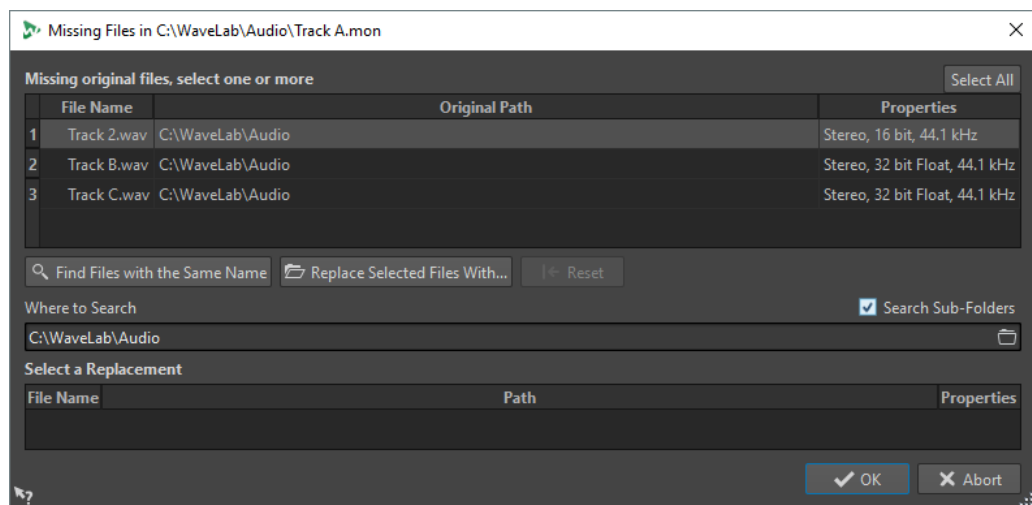 Missing Files in C:\WaveLab\Audio\Track A.mon
Missing original files, select one or more Select All
File Name Original Path Properties
1 Track 2.wav C:\WaveLab\Audio Stereo, 16 bit, 44.1 kHz
2 Track B.wav C:\WaveLab\Audio Stereo, 32 bit Float, 44.1 kHz
3 Track C.wav C:\WaveLab\Audio Stereo, 32 bit Float, 44.1 kHz
Find Files with the Same Name Replace Selected Files With... Reset
Where to Search Search Sub-Folders
C:\WaveLab\Audio
Select a Replacement
File Name Path Properties
OK Abort
?